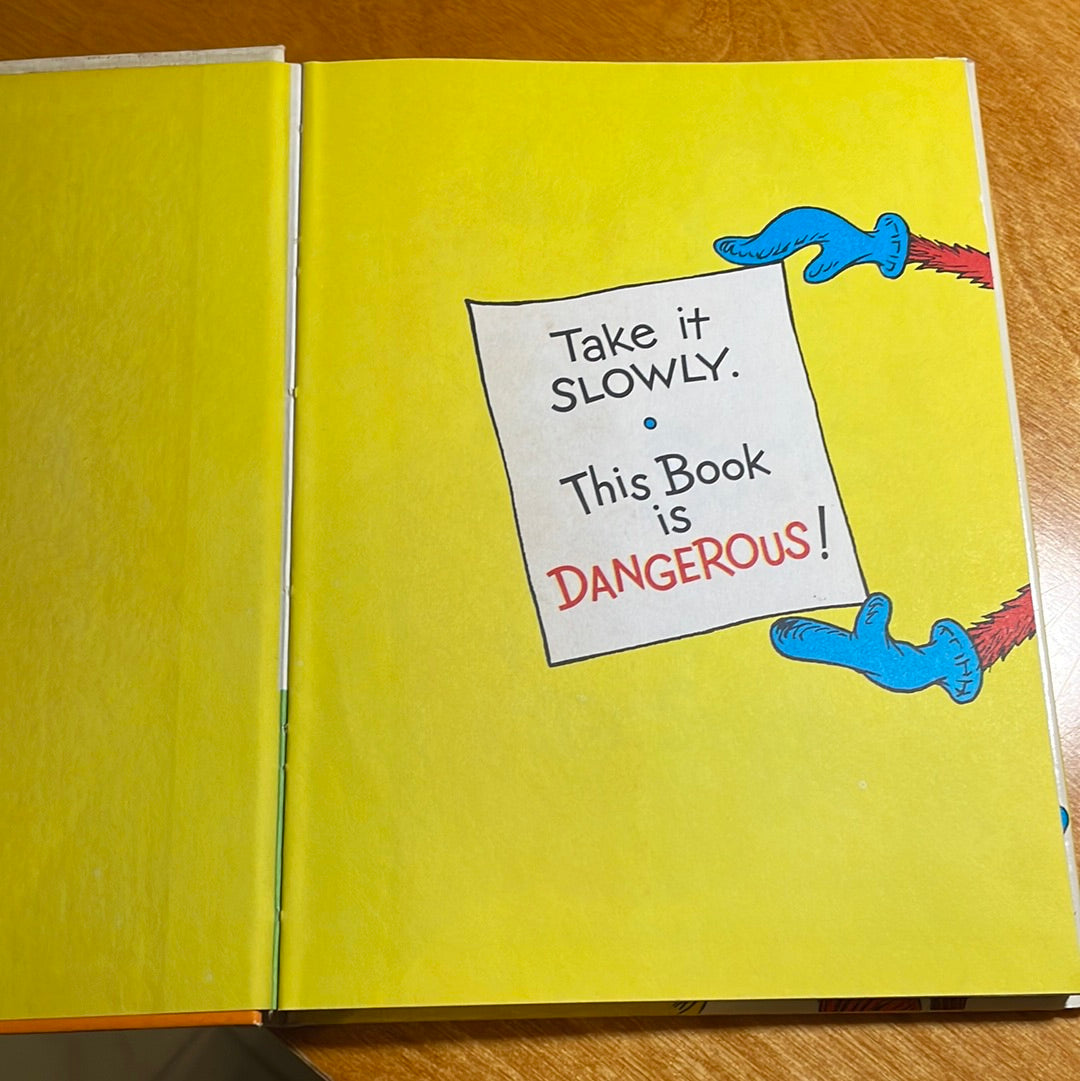 Take it
SLOWLY.
This Book
is
DANGEROUS!